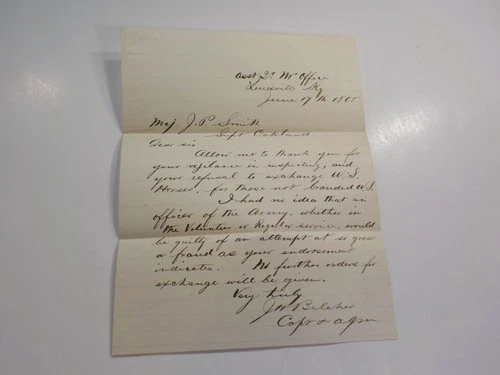 Asst Qr Mr Office
Louisville Ky
June 17th 1865
Maj J. P. Smith
Supt Oakland
Dear sir
Allow me to thank you for
your vigilance in inspecting, and
your refusal to exchange U.S.
Horses, for those not branded U.S.
I had no idea that an
officer of the Army, whether in
the Volunteer or Regular service, would
be guilty of an attempt at so gross
a fraud as your endorsement
indicates. No further orders for
exchange will be given.
Very truly
Belcher
Capt & aqm